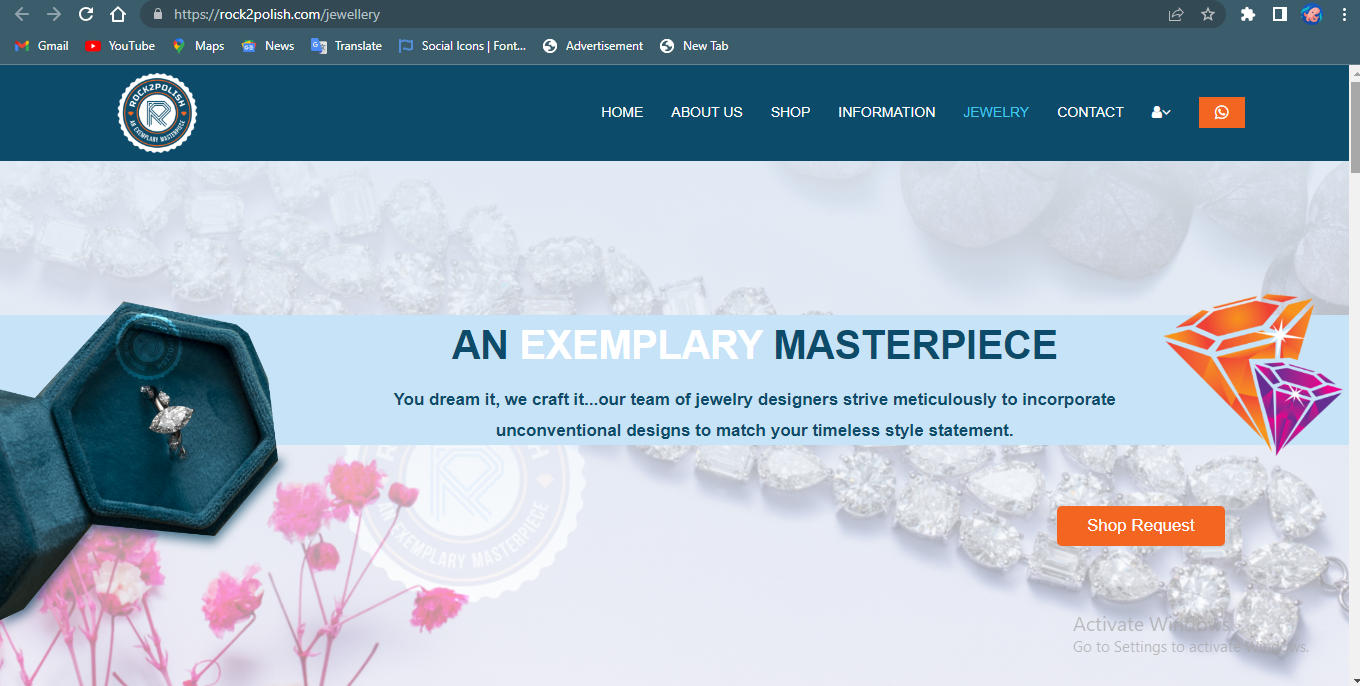 https://rock2polish.com/jewellery
Gmail YouTube Maps News Translate Social Icons | Font... Advertisement New Tab
ROCK2POLISH
AN EXEMPLARY MASTERPIECE
HOME ABOUT US SHOP INFORMATION JEWELRY CONTACT
AN EXEMPLARY MASTERPIECE
You dream it, we craft it...our team of jewelry designers strive meticulously to incorporate
unconventional designs to match your timeless style statement.
AN EXEMPLARY MASTERPIECE
Shop Request
Activate Windows
Go to Settings to activate Windows.